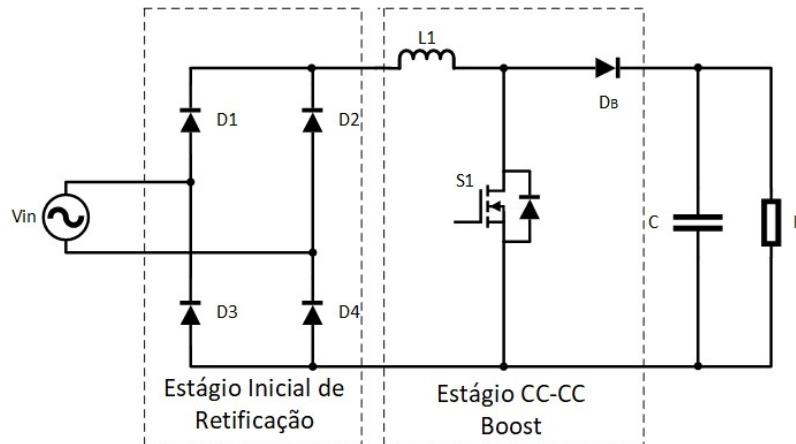 L1
D1
D2
DB
S1
Vin
C
D3
D4
Estágio Inicial de
Retificação
Estágio CC-CC
Boost